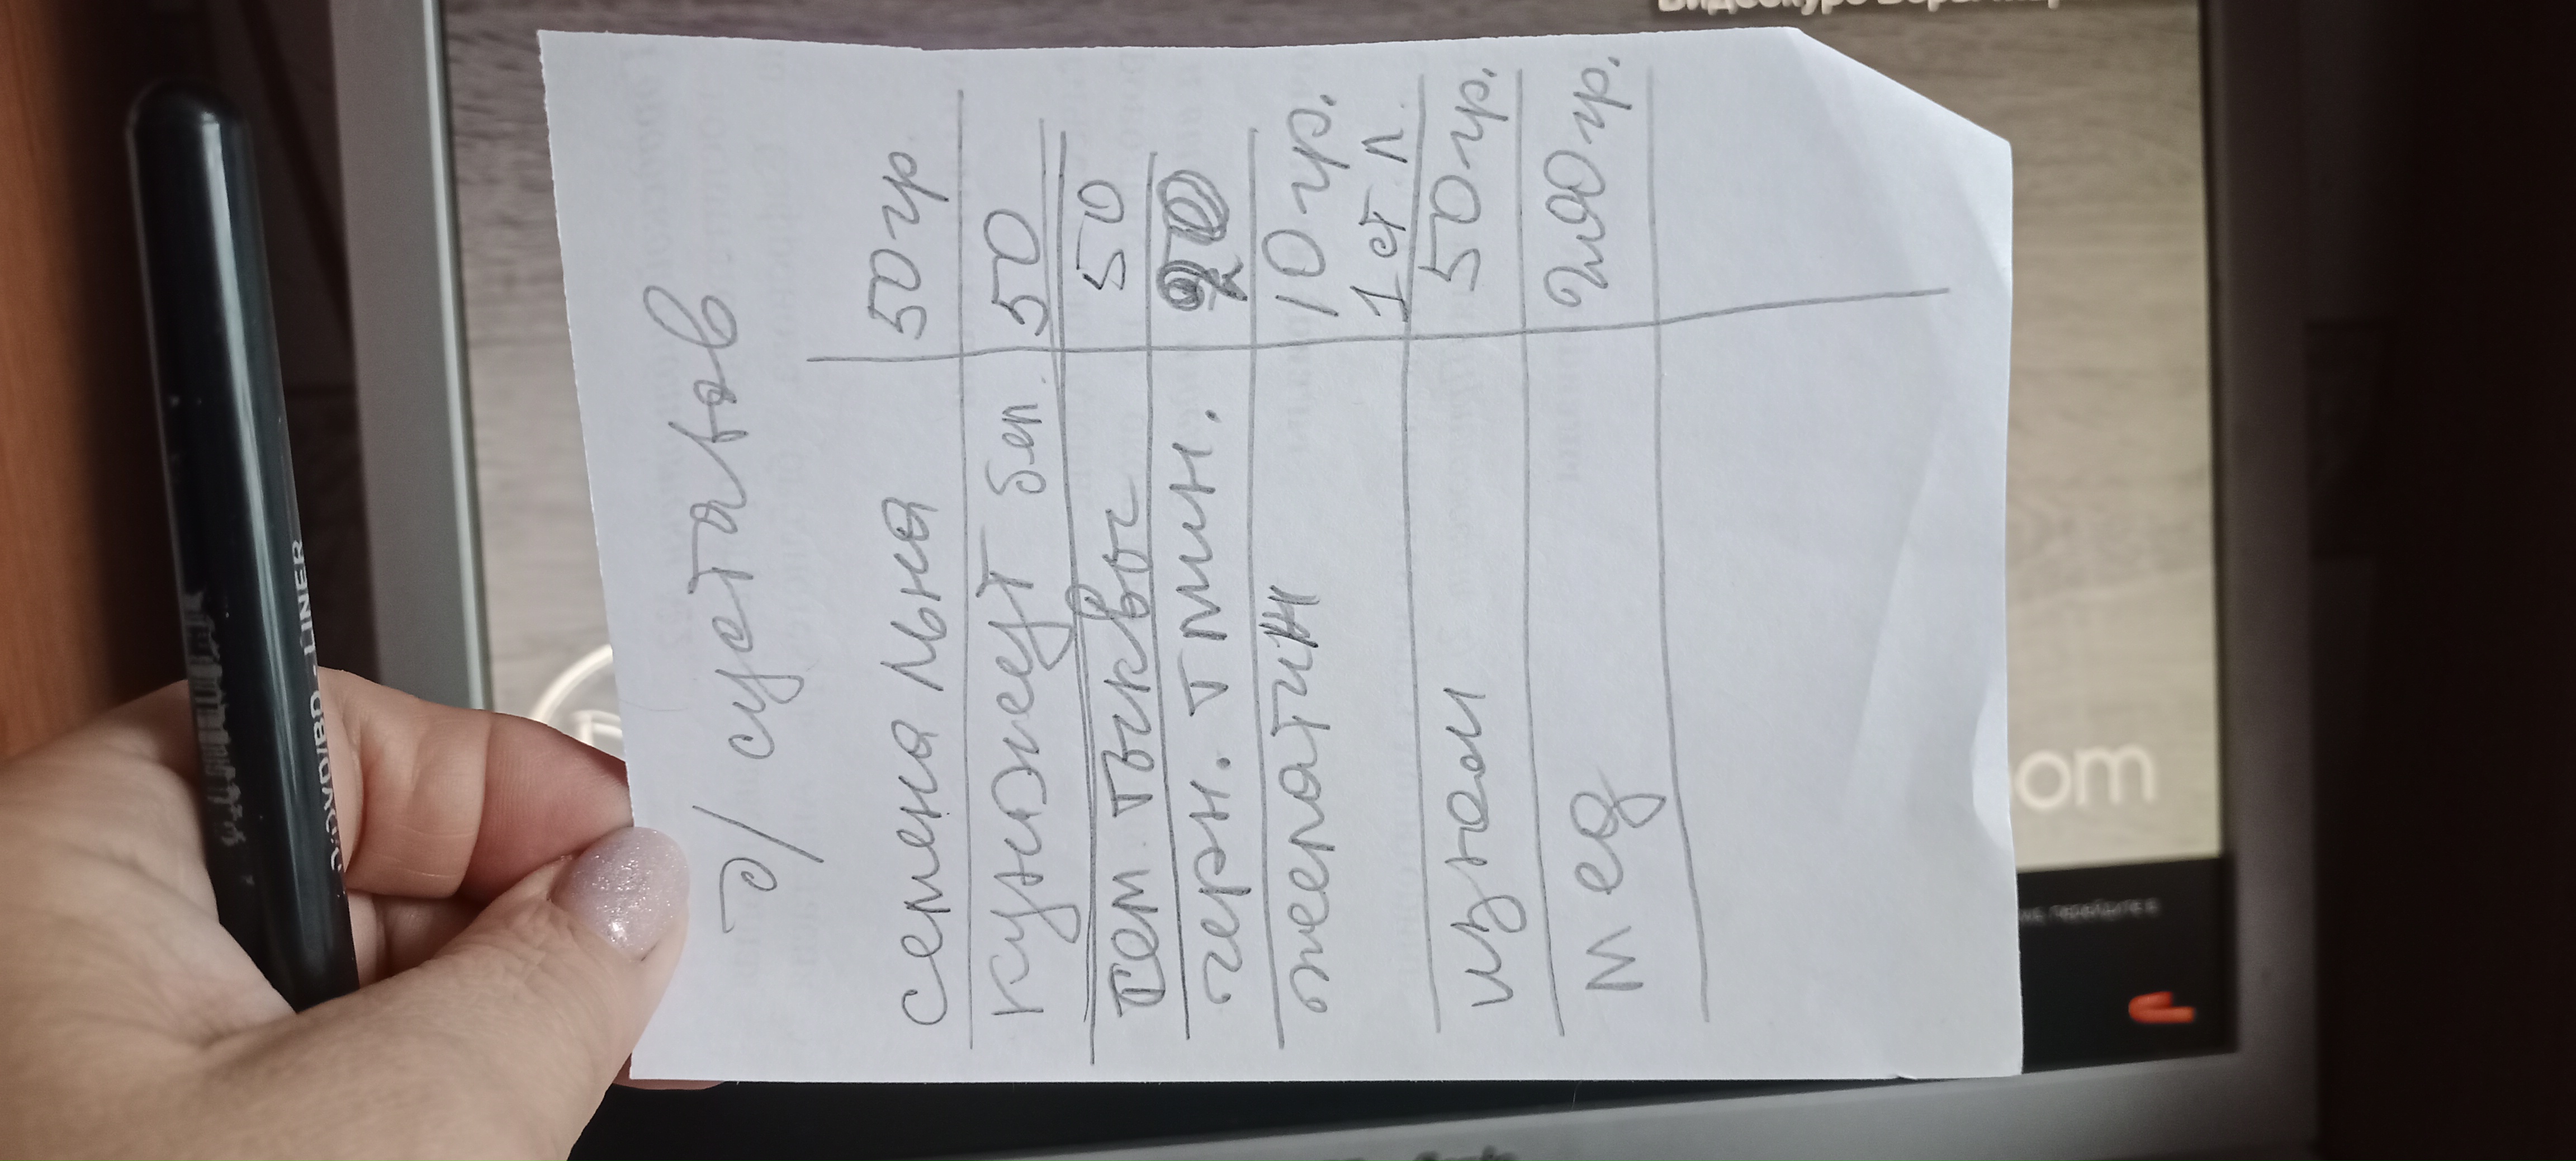 D/DVD/BD - LINER
д/ суставов
семена льна 50 гр.
кунжут бел. 50
сем тыквы 50
черн. тмин. 20
желатин 10 гр.
1 ст л.
изюм 50 гр.
мед 200 гр.
om